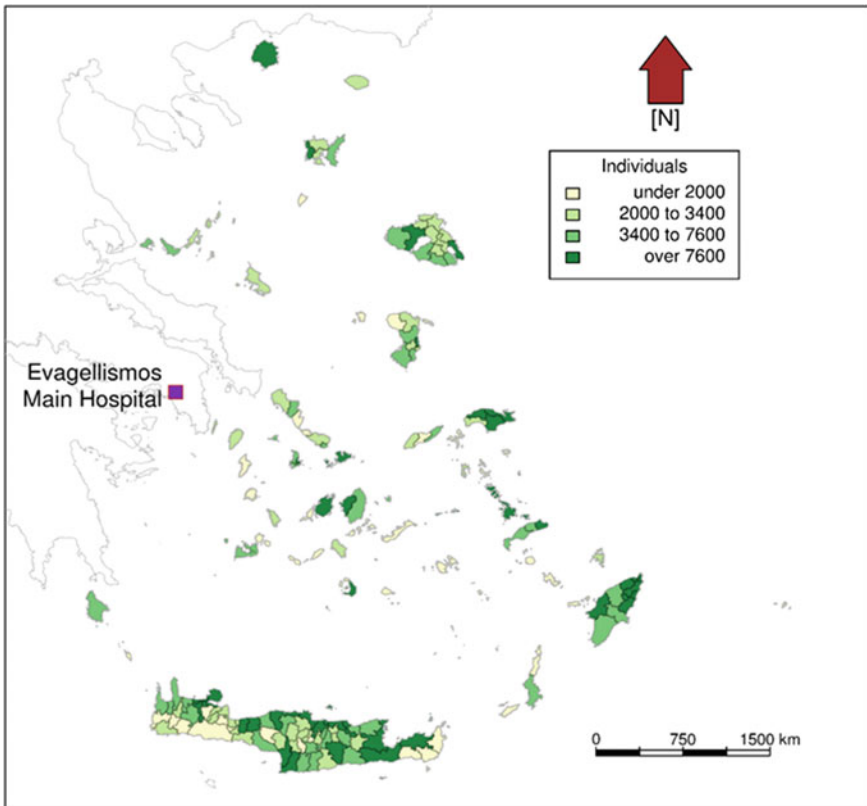 [N]
Individuals
under 2000
2000 to 3400
3400 to 7600
over 7600
Evagellismos
Main Hospital
0 750 1500 km